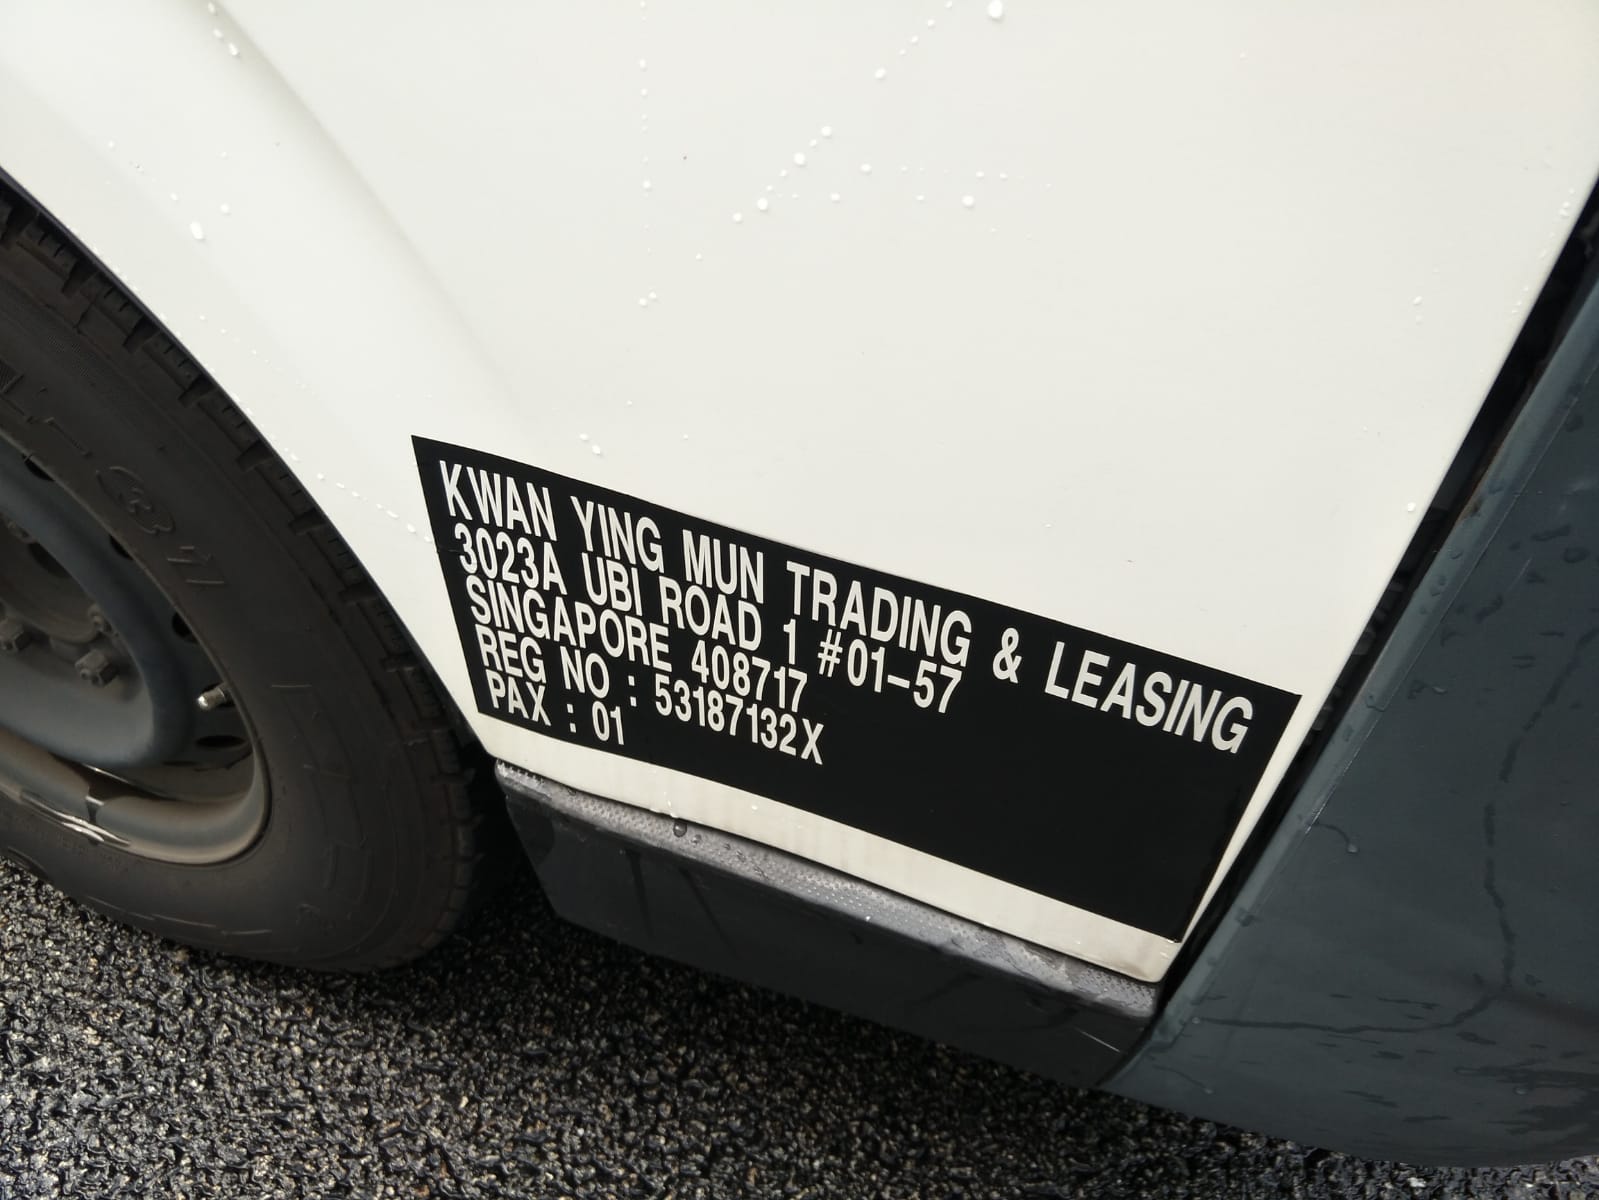 KWAN YING MUN TRADING & LEASING
3023A UBI ROAD 1 #01-57
SINGAPORE 408717
REG NO : 53187132X
PAX : 01